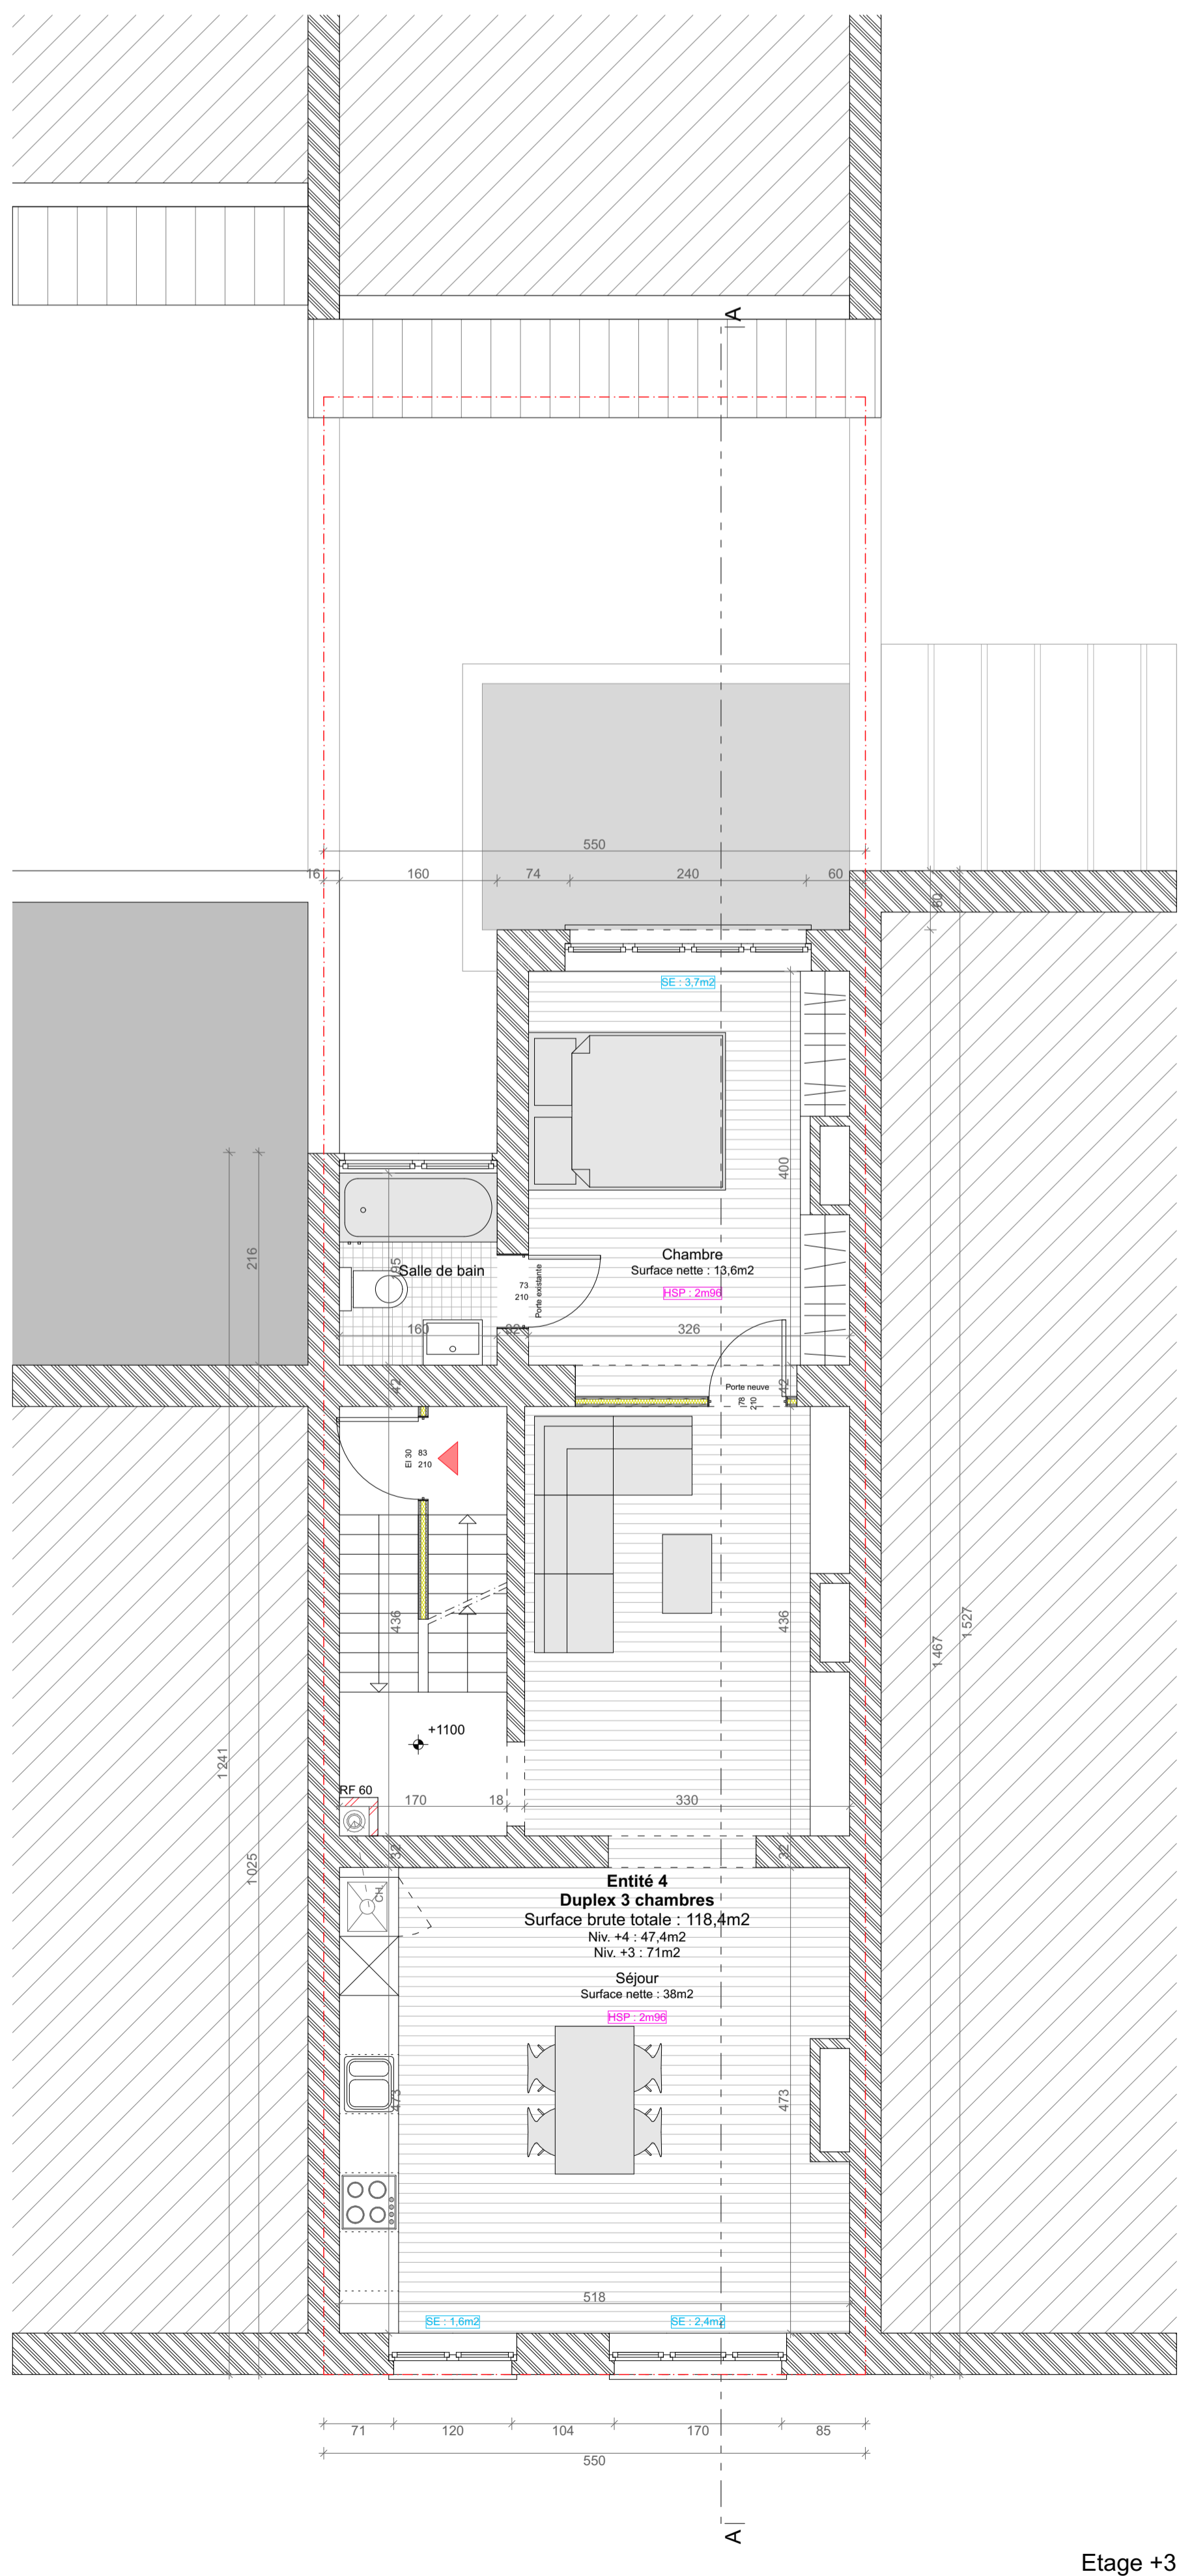 A
550
16
160
74
240
60
60
SE : 3,7m2
400
216
195
Salle de bain
Chambre
Surface nette : 13,6m2
HSP : 2m96
73
210
Porte existante
160
32
326
42
42
Porte neuve
78
210
EI 30
83
210
436
436
1 467
1 527
+1100
1 241
RF 60
170
18
330
1 025
32
32
CH.
Entité 4
Duplex 3 chambres
Surface brute totale : 118,4m2
Niv. +4 : 47,4m2
Niv. +3 : 71m2
Séjour
Surface nette : 38m2
HSP : 2m96
473
473
518
SE : 1,6m2
SE : 2,4m2
71
120
104
170
85
550
A
Etage +3